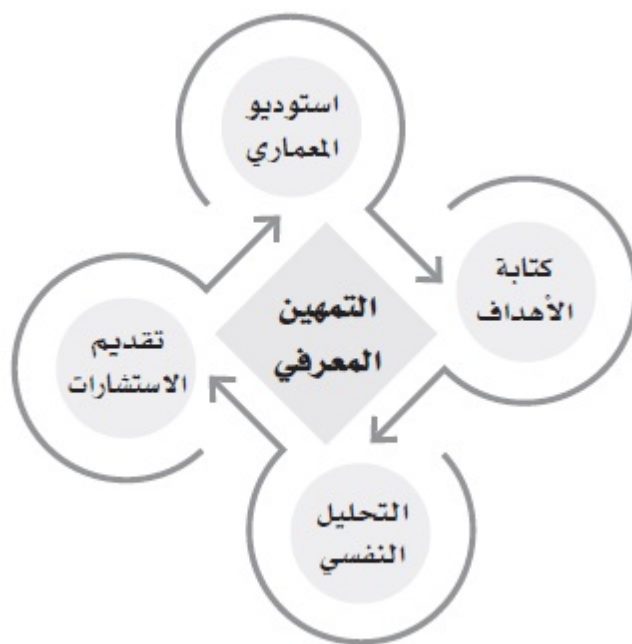 استوديو
المعماري
كتابة
الأهداف
التمهين
المعرفي
تقديم
الاستشارات
التحليل
النفسي